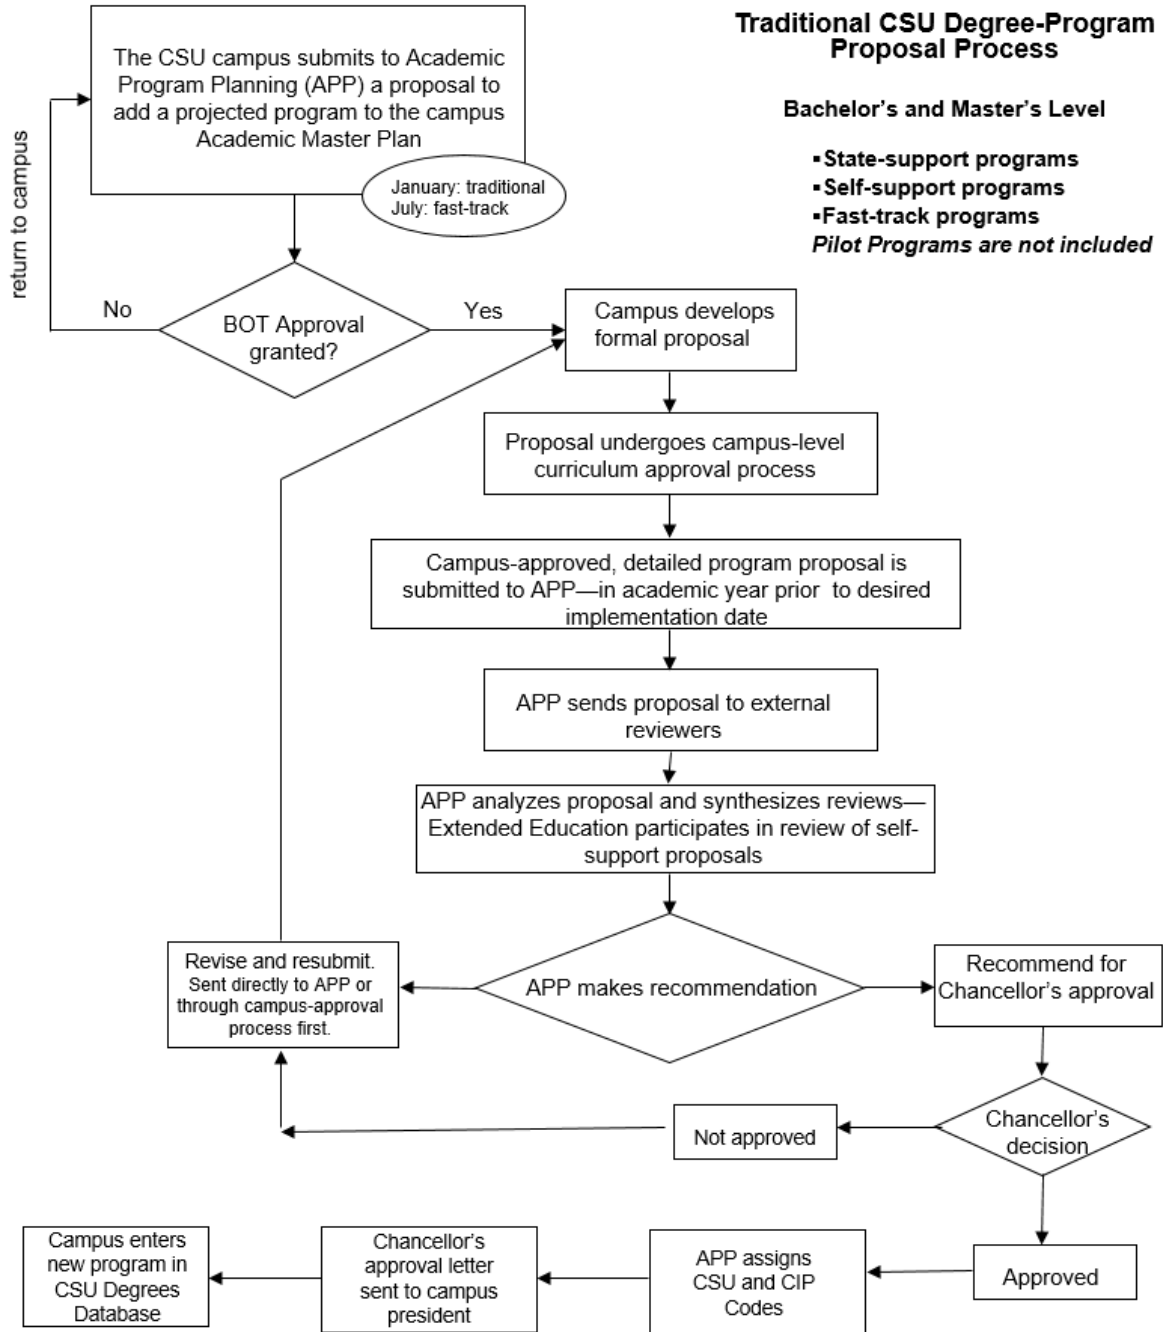 Traditional CSU Degree-Program
Proposal Process
Bachelor's and Master's Level
▪State-support programs
▪Self-support programs
▪Fast-track programs
Pilot Programs are not included
The CSU campus submits to Academic
Program Planning (APP) a proposal to
add a projected program to the campus
Academic Master Plan
January: traditional
July: fast-track
return to campus
No
BOT Approval
granted?
Yes
Campus develops
formal proposal
Proposal undergoes campus-level
curriculum approval process
Campus-approved, detailed program proposal is
submitted to APP—in academic year prior to desired
implementation date
APP sends proposal to external
reviewers
APP analyzes proposal and synthesizes reviews—
Extended Education participates in review of self-
support proposals
APP makes recommendation
Revise and resubmit.
Sent directly to APP or
through campus-approval
process first.
Recommend for
Chancellor's approval
Chancellor's
decision
Not approved
Approved
APP assigns
CSU and CIP
Codes
Chancellor's
approval letter
sent to campus
president
Campus enters
new program in
CSU Degrees
Database